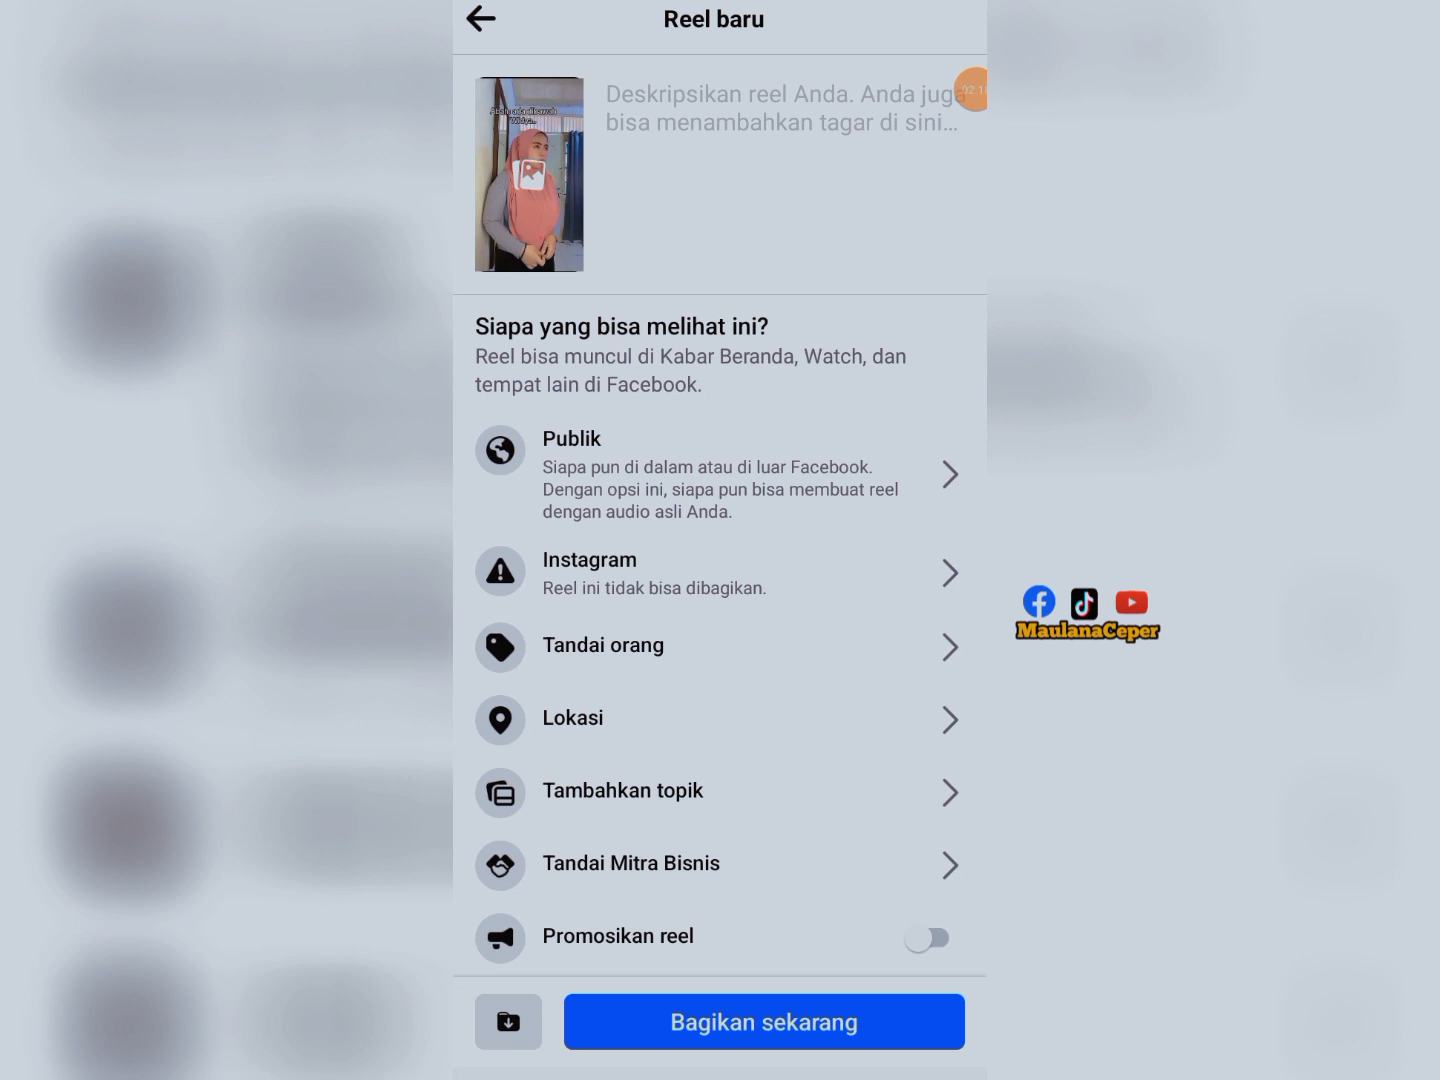 Reel baru
Deskripsikan reel Anda. Anda juga
bisa menambahkan tagar di sini...
Siapa yang bisa melihat ini?
Reel bisa muncul di Kabar Beranda, Watch, dan
tempat lain di Facebook.
Publik
Siapa pun di dalam atau di luar Facebook.
Dengan opsi ini, siapa pun bisa membuat reel
dengan audio asli Anda.
Instagram
Reel ini tidak bisa dibagikan.
MaulanaCeper
Tandai orang
Lokasi
Tambahkan topik
Tandai Mitra Bisnis
Promosikan reel
Bagikan sekarang